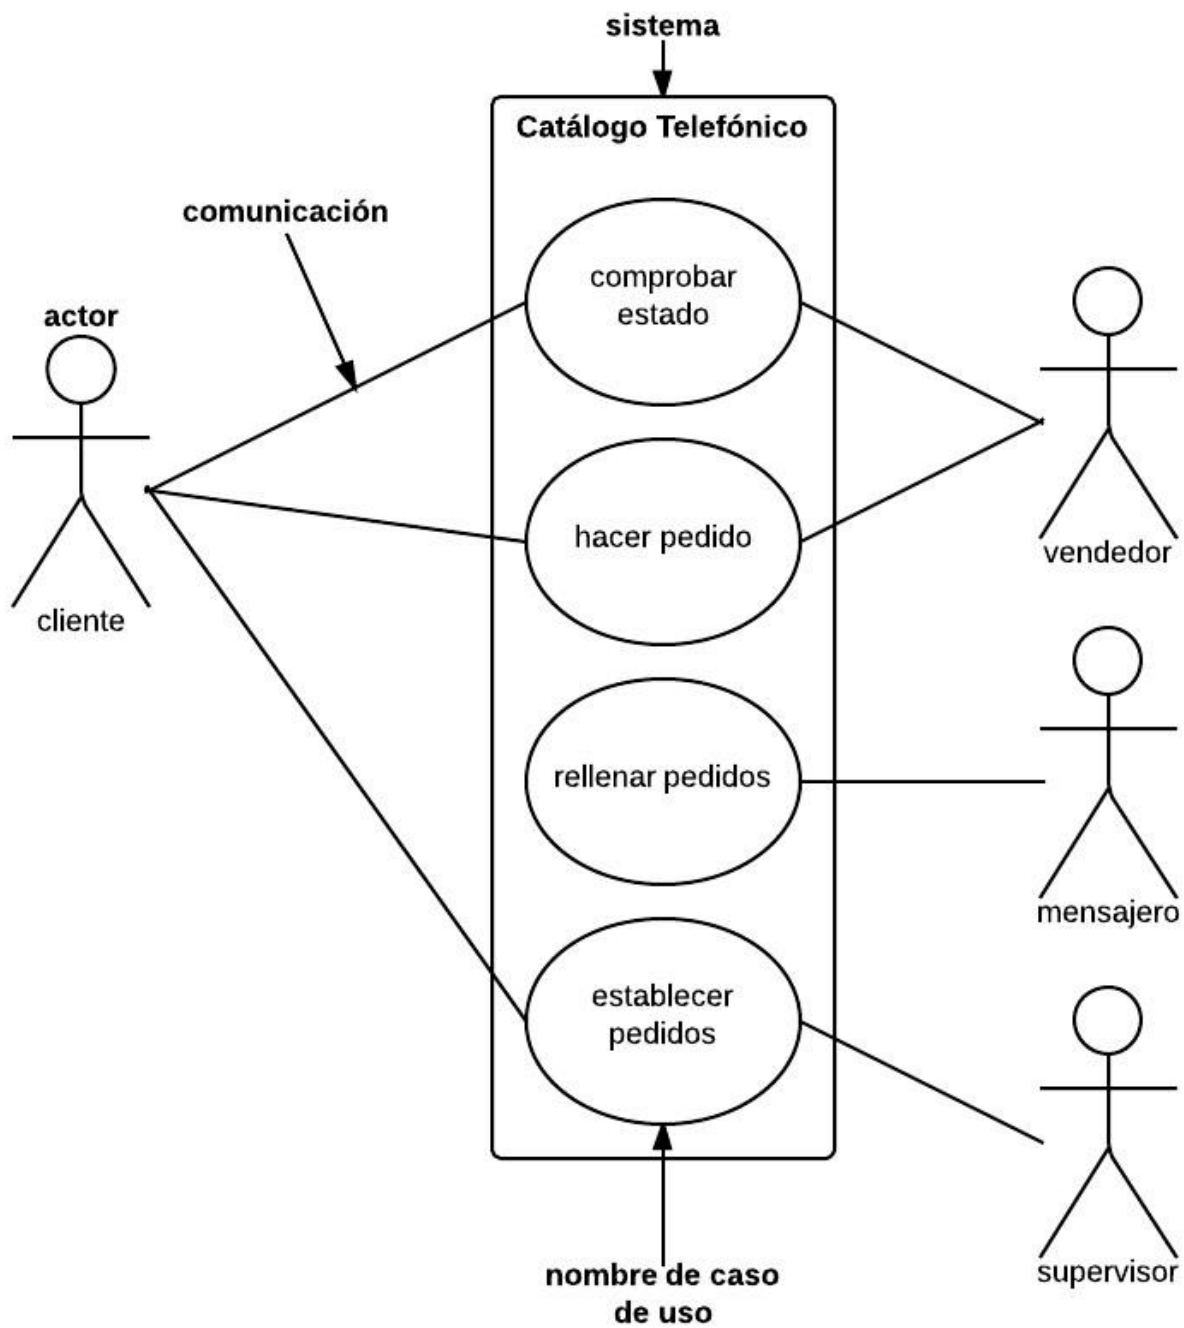 sistema
Catálogo Telefónico
comunicación
comprobar
estado
actor
hacer pedido
vendedor
cliente
rellenar pedidos
mensajero
establecer
pedidos
supervisor
nombre de caso
de uso